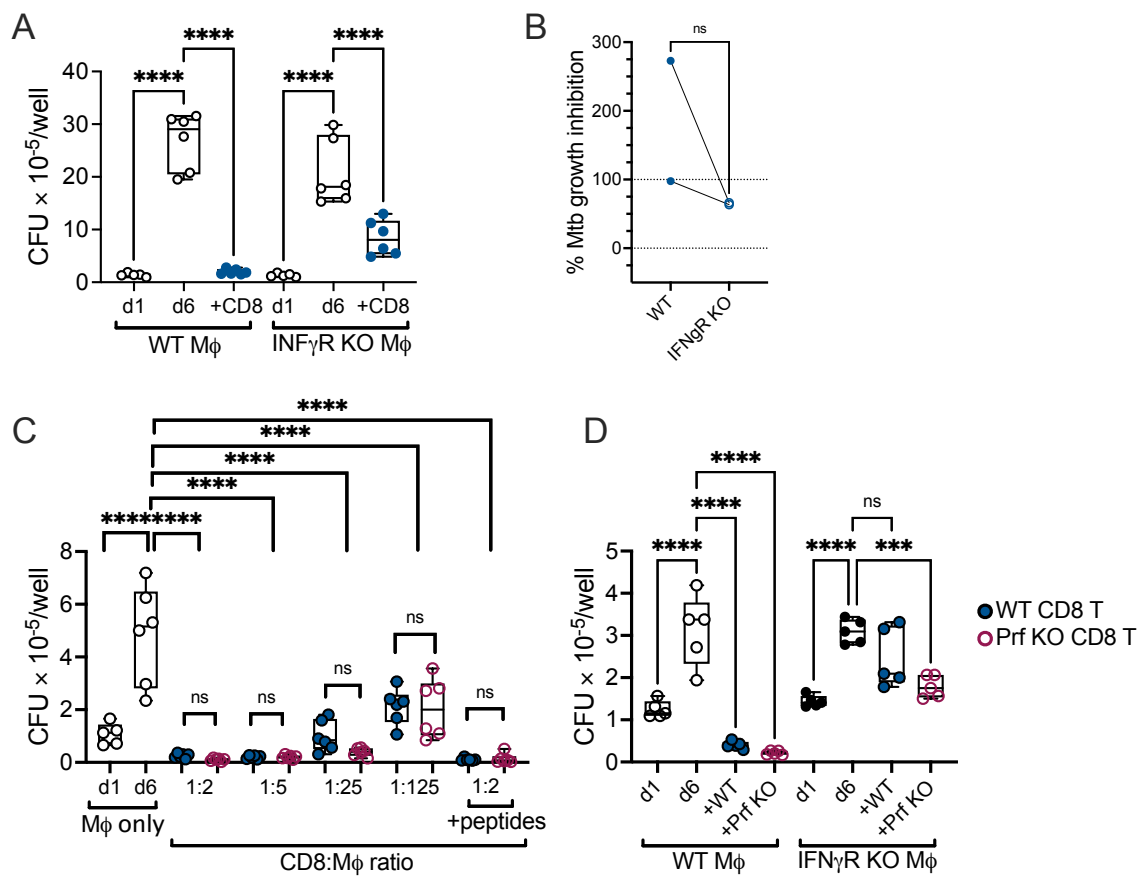 A
**** ****
**** ****
CFU × 10⁻⁵/well
40
30
20
10
0
d1 d6 +CD8 d1 d6 +CD8
WT Mϕ INFγR KO Mϕ
B
ns
% Mtb growth inhibition
300
200
100
0
WT IFNgR KO
C
****
****
****
****
********
CFU × 10⁻⁵/well
8
6
4
2
0
ns ns ns ns ns
d1 d6 1:2 1:5 1:25 1:125 1:2
Mϕ only +peptides
CD8:Mϕ ratio
D
****
**** ns
**** **** ***
CFU × 10⁻⁵/well
5
4
3
2
1
0
d1 d6 +WT +Prf KO d1 d6 +WT +Prf KO
WT Mϕ IFNγR KO Mϕ
WT CD8 T
Prf KO CD8 T